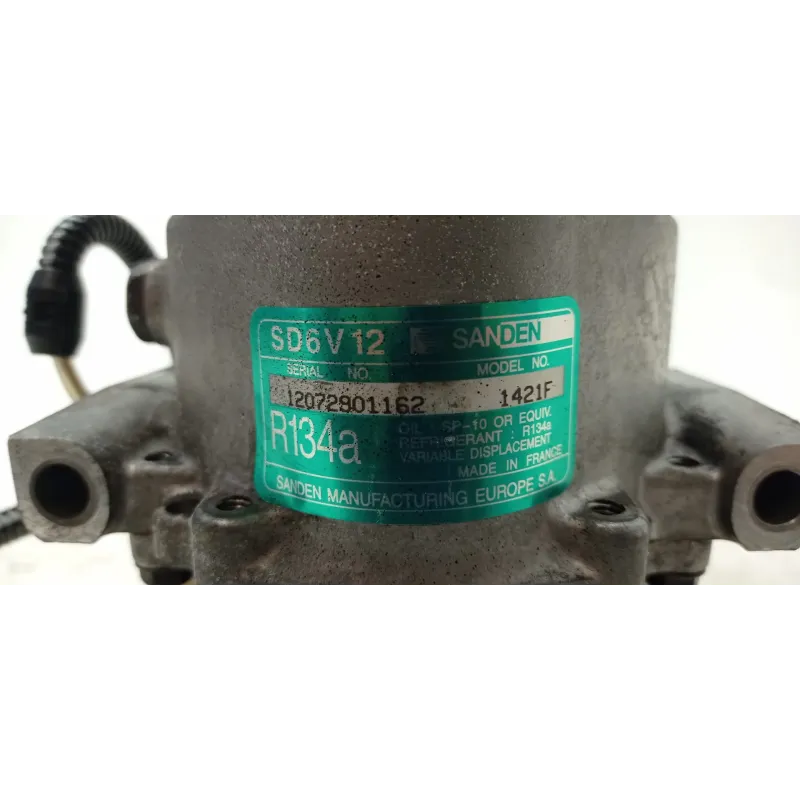 SD6V12 SANDEN
SERIAL NO. MODEL NO.
12072801162 1421F
R134a
OIL : SP-10 OR EQUIV.
REFRIGERANT : R134a
VARIABLE DISPLACEMENT
MADE IN FRANCE
SANDEN MANUFACTURING EUROPE S.A.